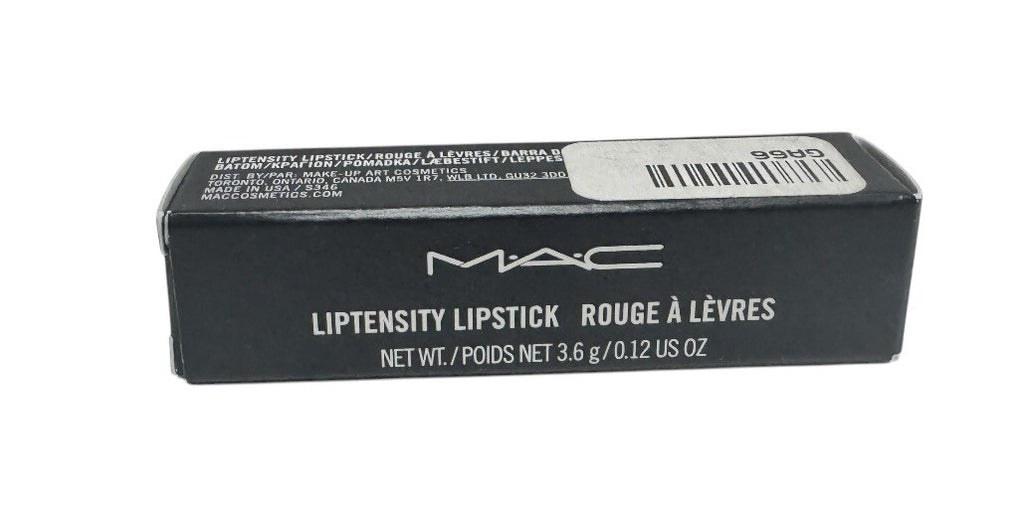 LIPTENSITY LIPSTICK/ROUGE À LÈVRES/BARRA D
BATOM/ΚΡΑΓΙΟΝ/POMADKA/LÆBESTIFT/LEPPES
DIST. BY/PAR: MAKE-UP ART COSMETICS
TORONTO, ONTARIO, CANADA M5V 1R7, WLB LTD, GU32 3DD
MADE IN USA / S346
MACCOSMETICS.COM
GA66
M·A·C
LIPTENSITY LIPSTICK ROUGE À LÈVRES
NET WT. / POIDS NET 3.6 g / 0.12 US OZ